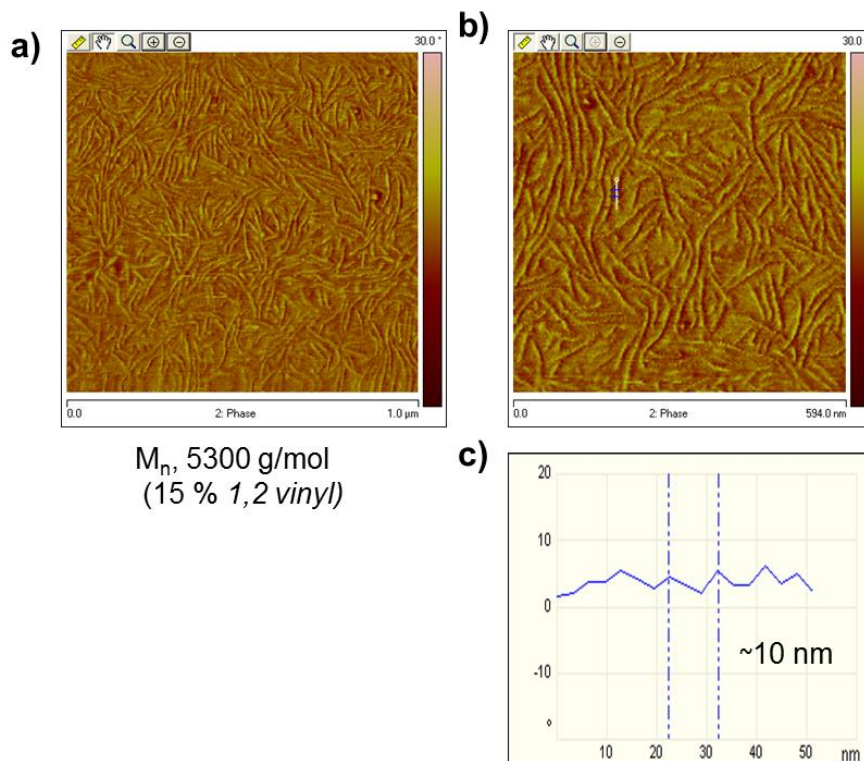 a)
30.0 °
0.0
2: Phase
1.0 µm
Mn, 5300 g/mol
(15 % 1,2 vinyl)
b)
30.0
0.0
2: Phase
594.0 nm
c)
20
10
0
-10
~10 nm
10
20
30
40
50
nm